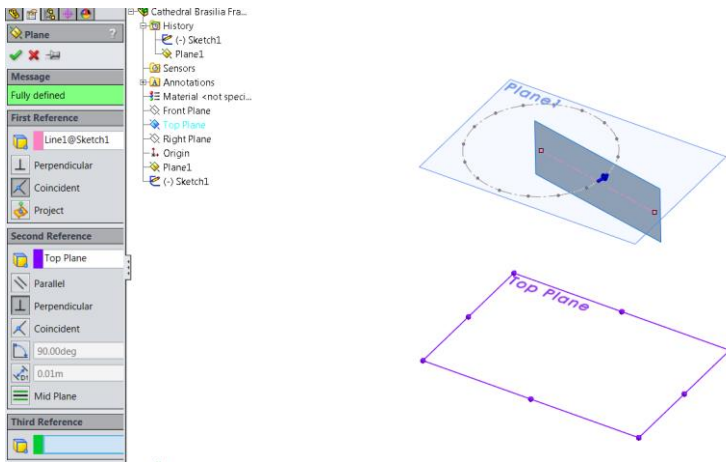 Plane
?
Message
Fully defined
First Reference
Line1@Sketch1
Perpendicular
Coincident
Project
Second Reference
Top Plane
Parallel
Perpendicular
Coincident
90.00deg
0.01m
Mid Plane
Third Reference
Cathedral Brasilia Fra...
History
(-) Sketch1
Plane1
Sensors
Annotations
Material <not speci...
Front Plane
Top Plane
Right Plane
Origin
Plane1
(-) Sketch1
Plane1
Top Plane